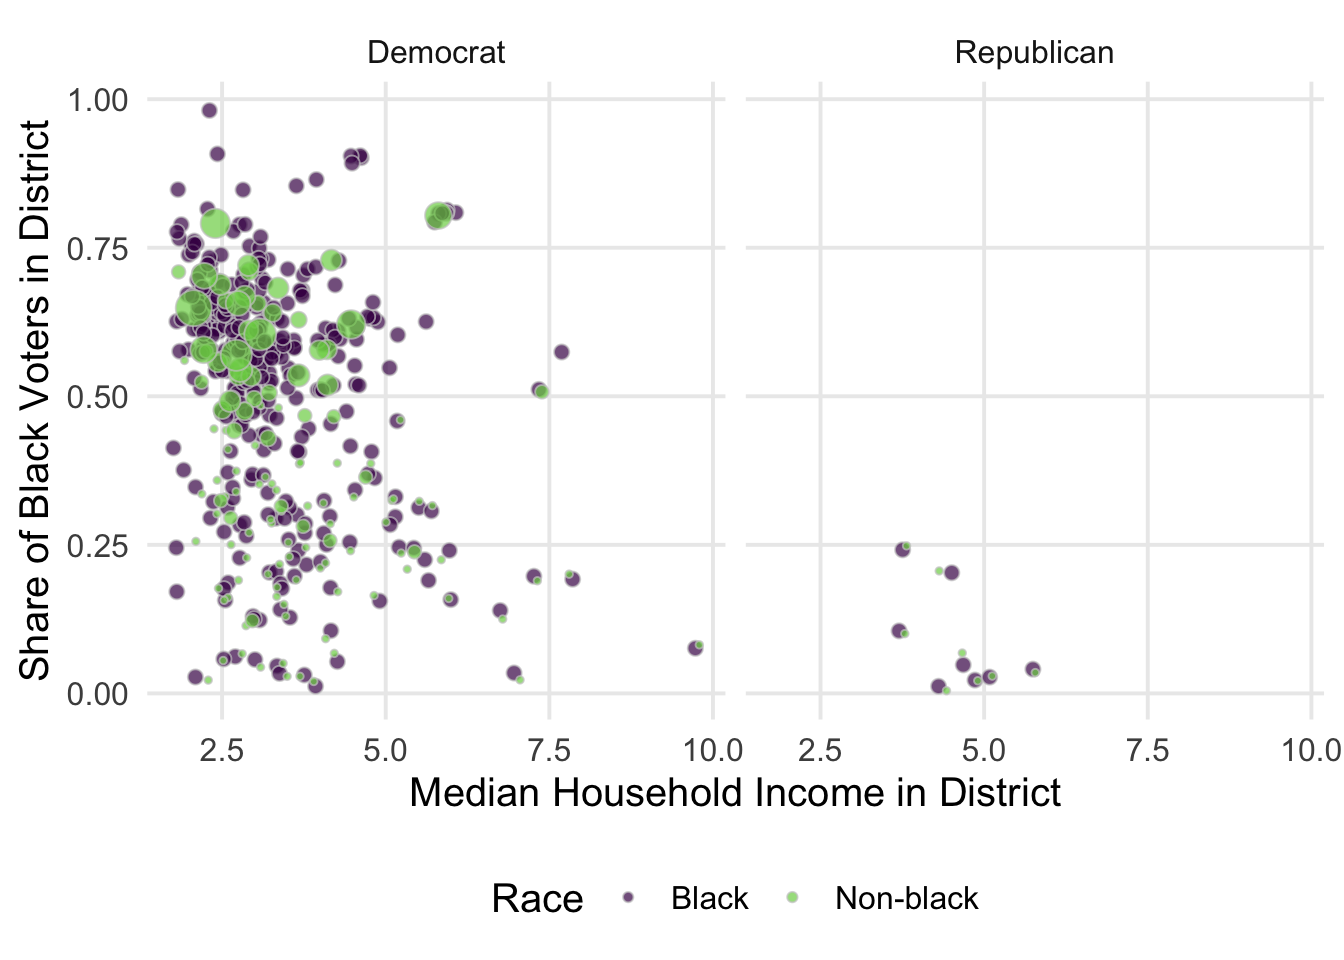 Democrat Republican
1.00
0.75
0.50
0.25
0.00
Share of Black Voters in District
2.5 5.0 7.5 10.0 2.5 5.0 7.5 10.0
Median Household Income in District
Race Black Non-black